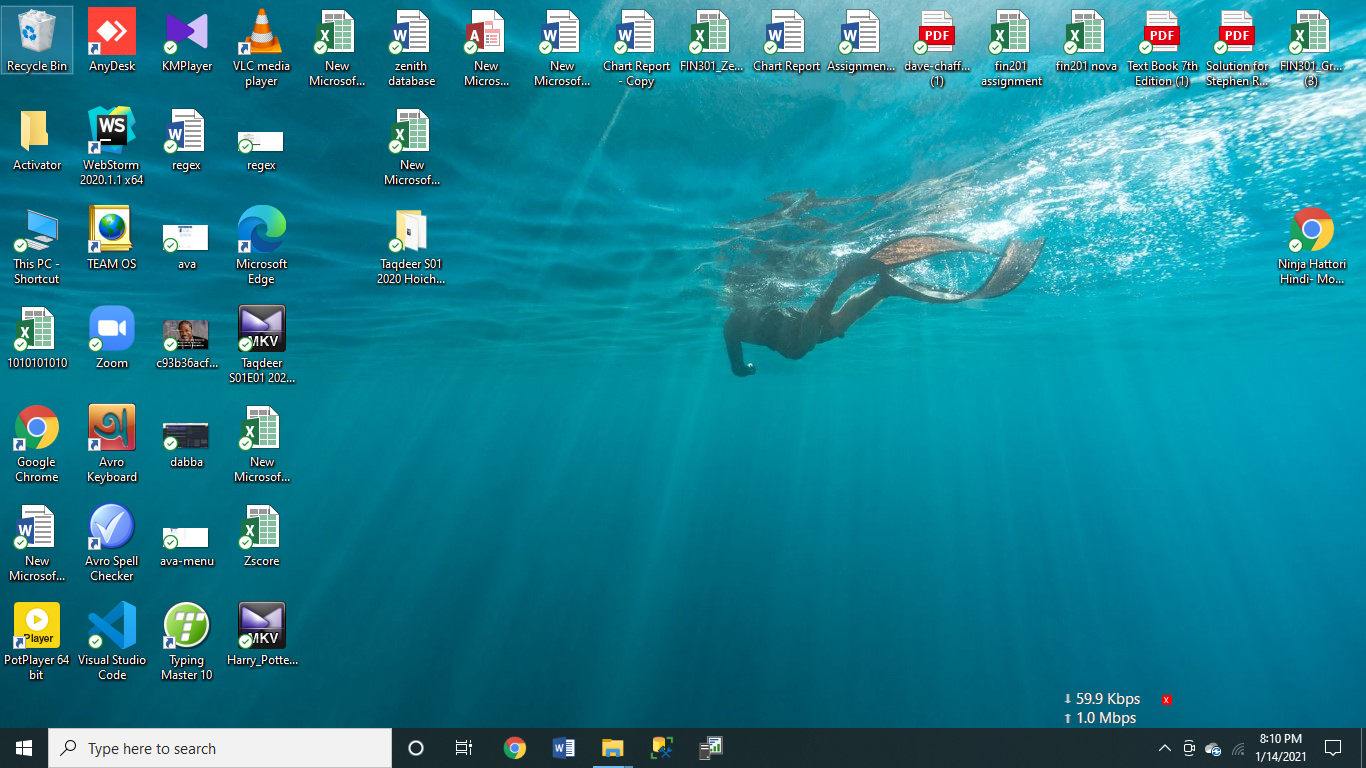 Recycle Bin
AnyDesk
KMPlayer
VLC media
player
New
Microsof...
zenith
database
New
Micros...
New
Microsof...
Chart Report
- Copy
FIN301_Ze...
Chart Report
Assignmen...
PDF
dave-chaff...
(1)
fin201
assignment
fin201 nova
PDF
Text Book 7th
Edition (1)
PDF
Solution for
Stephen R...
FIN301_Gr...
(3)
Activator
WS
WebStorm
2020.1.1 x64
regex
regex
New
Microsof...
This PC -
Shortcut
TEAM OS
ava
Microsoft
Edge
Taqdeer S01
2020 Hoich...
Ninja Hattori
Hindi- Mo...
1010101010
Zoom
c93b36acf...
MKV
Taqdeer
S01E01 202...
Google
Chrome
Avro
Keyboard
dabba
New
Microsof...
New
Microsof...
Avro Spell
Checker
ava-menu
Zscore
Player
PotPlayer 64
bit
Visual Studio
Code
Typing
Master 10
MKV
Harry_Potte...
59.9 Kbps
x
1.0 Mbps
Type here to search
8:10 PM
1/14/2021